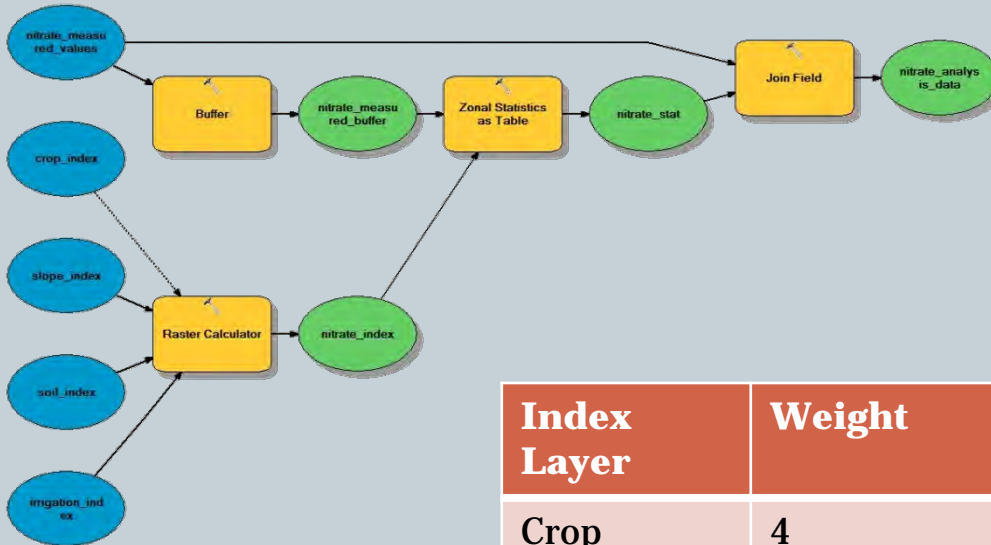 nitrate_measu
red_values
Buffer
nitrate_measu
red_buffer
Zonal Statistics
as Table
nitrate_stat
Join Field
nitrate_analys
is_data
crop_index
slope_index
soil_index
irrigation_ind
ex
Raster Calculator
nitrate_index
Index
Layer
Weight
Crop
4